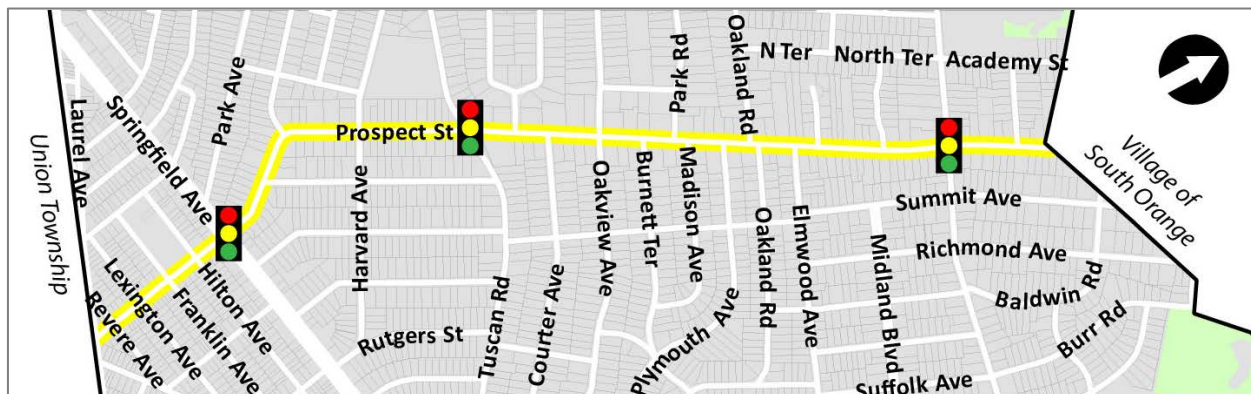 Union Township
Laurel Ave
Springfield Ave
Park Ave
Prospect St
Harvard Ave
Revere Ave
Lexington Ave
Franklin Ave
Hilton Ave
Rutgers St
Tuscan Rd
Courter Ave
Oakview Ave
Burnett Ter
Madison Ave
Park Rd
Oakland Rd
N Ter
North Ter
Academy St
Plymouth Ave
Oakland Rd
Elmwood Ave
Midland Blvd
Summit Ave
Richmond Ave
Baldwin Rd
Burr Rd
Suffolk Ave
Village of
South Orange